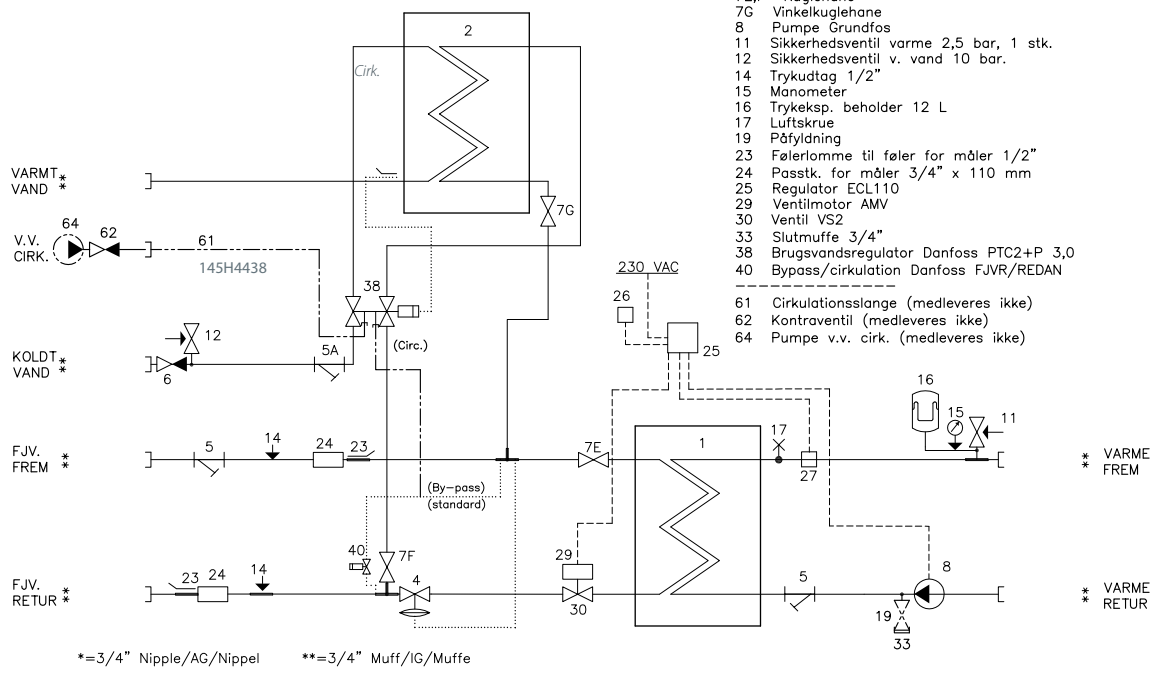 7G Vinkelkuglehane
8 Pumpe Grundfos
11 Sikkerhedsventil varme 2,5 bar, 1 stk.
12 Sikkerhedsventil v. vand 10 bar.
14 Trykudtag 1/2”
15 Manometer
16 Trykeksp. beholder 12 L
17 Luftskrue
19 Påfyldning
23 Følerlomme til føler for måler 1/2”
24 Passtk. for måler 3/4” x 110 mm
25 Regulator ECL110
29 Ventilmotor AMV
30 Ventil VS2
33 Slutmuffe 3/4”
38 Brugsvandsregulator Danfoss PTC2+P 3,0
40 Bypass/cirkulation Danfoss FJVR/REDAN
61 Cirkulationsslange (medleveres ikke)
62 Kontraventil (medleveres ikke)
64 Pumpe v.v. cirk. (medleveres ikke)
2
Cirk.
VARMT *
VAND *
7G
64
62
V.V.
CIRK.
61
145H4438
38
230 VAC
26
25
12
5A
(Circ.)
KOLDT *
VAND *
6
16
15
11
FJV. *
FREM *
5
14
24
23
7E
1
17
27
* VARME
* FREM
(By-pass)
(standard)
40
7F
29
FJV. *
RETUR *
23
24
14
4
30
5
8
19
33
* VARME
* RETUR
*=3/4” Nipple/AG/Nippel
**=3/4” Muff/IG/Muffe